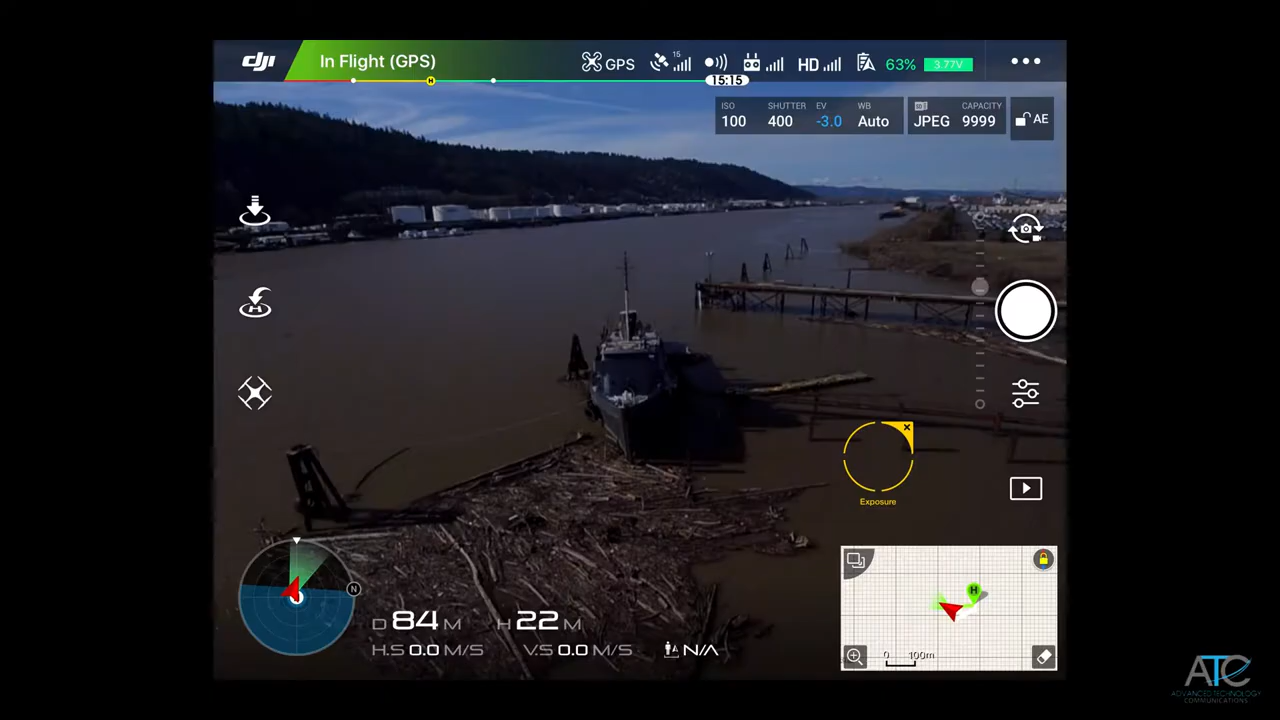 dji
In Flight (GPS)
GPS
15
HD
63%
3.77V
H
15:15
ISO
100
SHUTTER
400
EV
-3.0
WB
Auto
JPEG
CAPACITY
9999
AE
H
Exposure
N
D 84 M
H 22 M
H.S 0.0 M/S
V.S 0.0 M/S
N/A
H
0 100m
ATC
ADVANCED TECHNOLOGY
COMMUNICATIONS